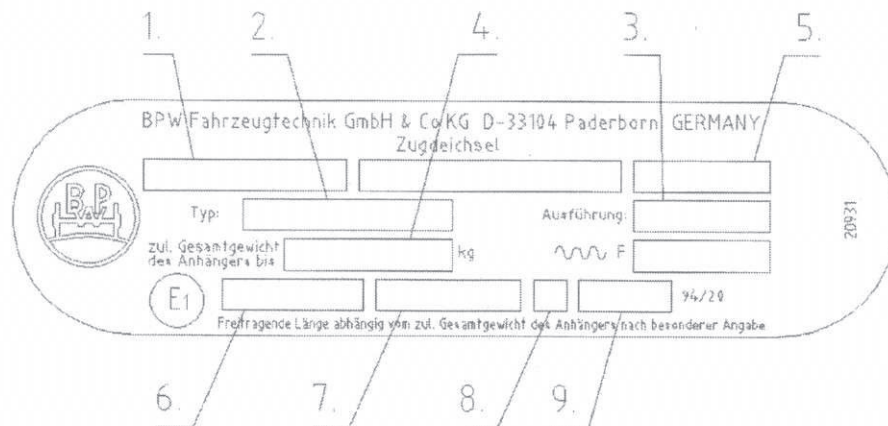 1. 2. 4. 3. 5.
BPW Fahrzeugtechnik GmbH & Co KG D-33104 Paderborn GERMANY
Zugdeichsel
BPW
Typ: Ausführung:
zul. Gesamtgewicht
des Anhängers bis kg F
E1 94/20
Freitragende Länge abhängig vom zul. Gesamtgewicht des Anhängers nach besonderer Angabe
20931
6. 7. 8. 9.